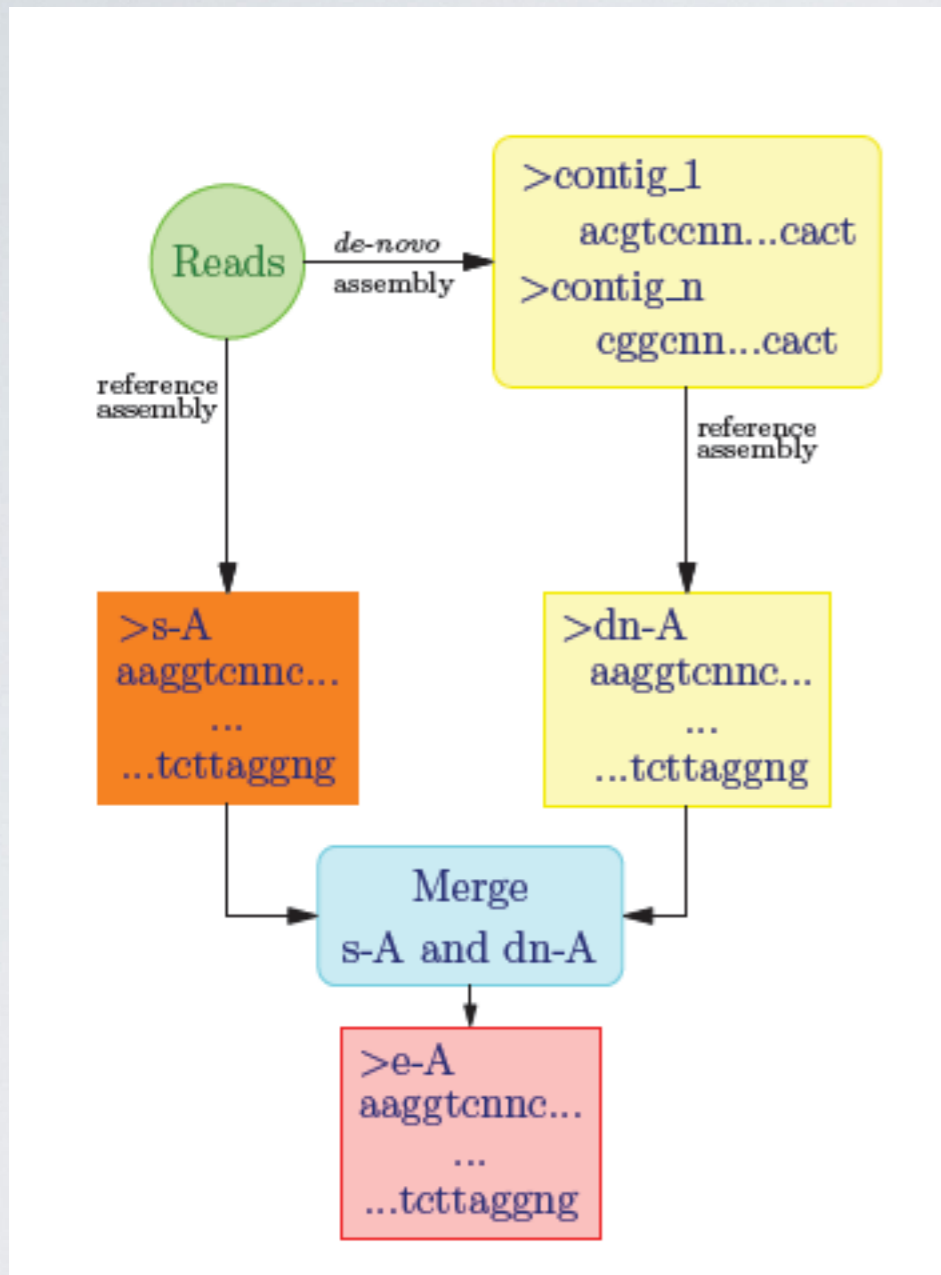 >contig_1
acgtccnn...cact
>contig_n
cggcnn...cact
Reads
de-novo
assembly
reference
assembly
reference
assembly
>s-A
aaggtcnnc...
...
...tcttaggng
>dn-A
aaggtcnnc...
...
...tcttaggng
Merge
s-A and dn-A
>e-A
aaggtcnnc...
...
...tcttaggng